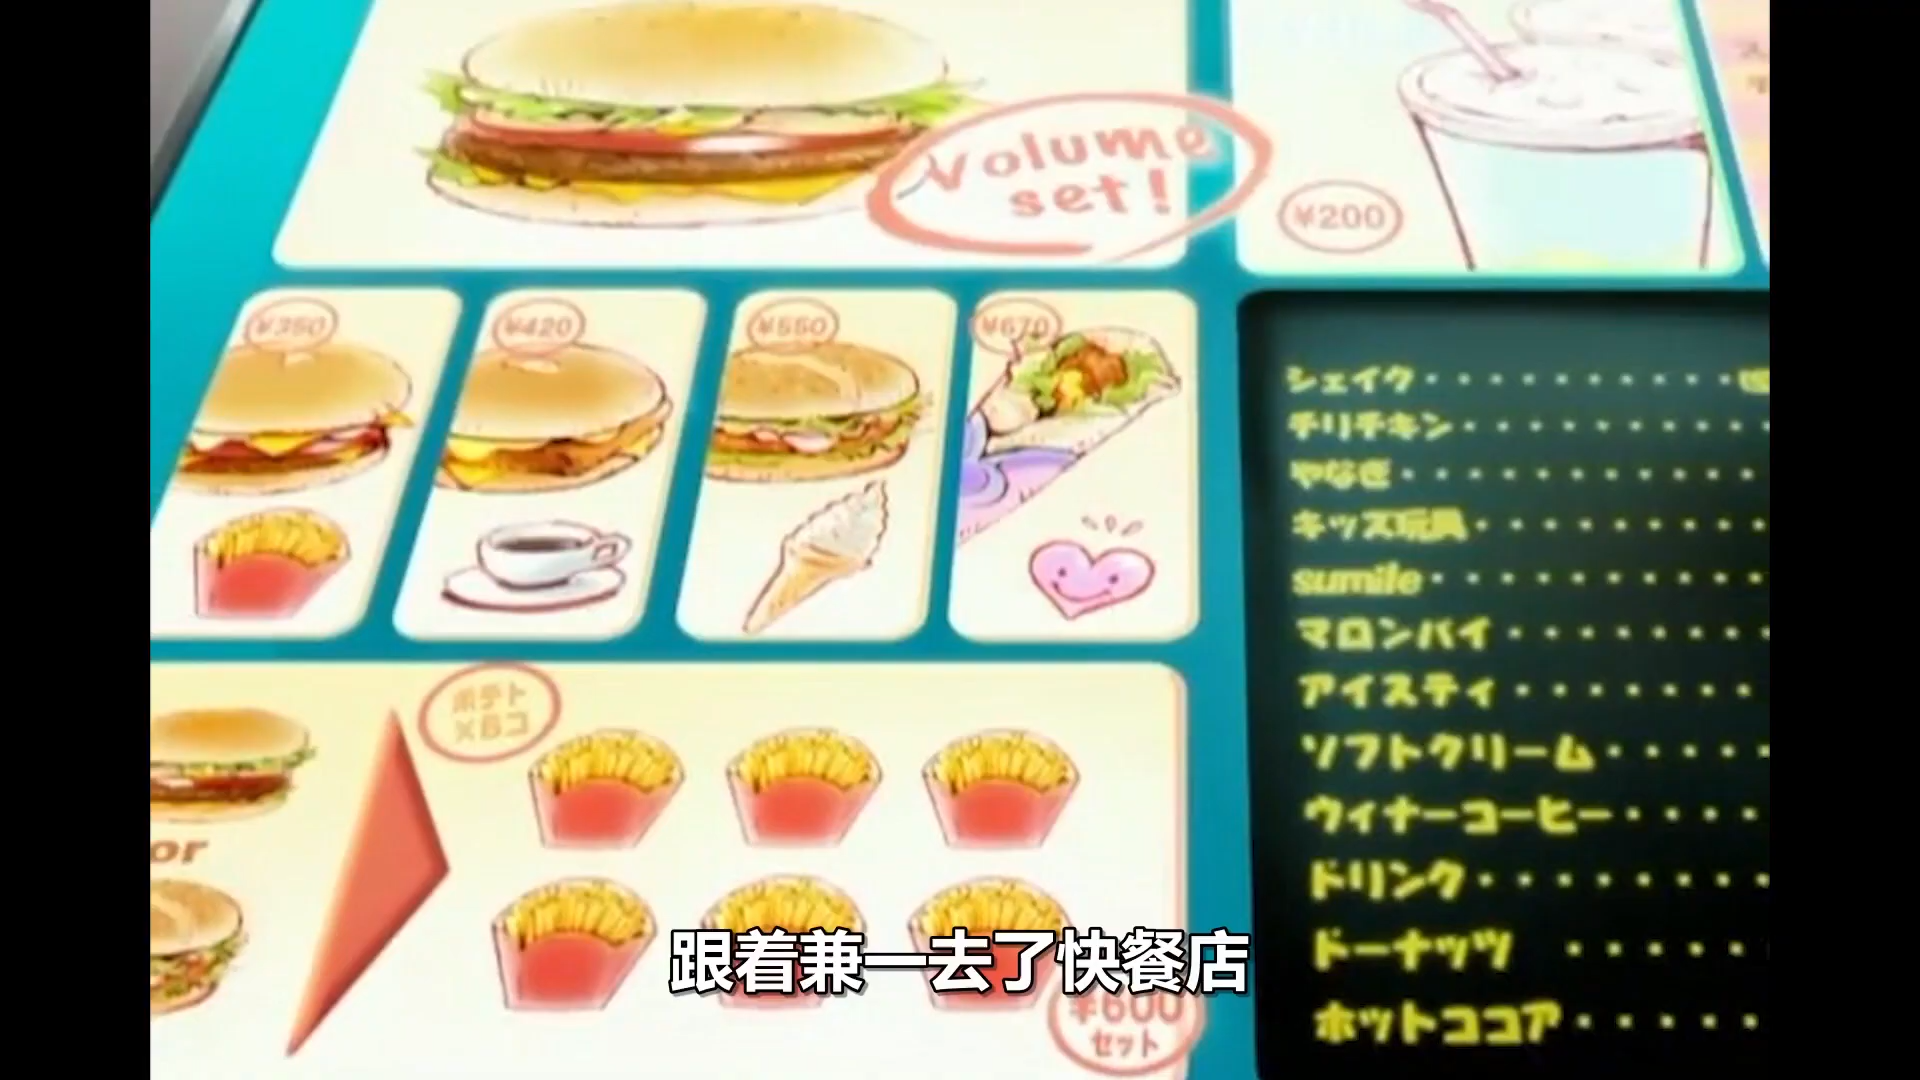 Volume
set!
¥200
¥350
¥420
¥550
¥670
シェイク・・・・・・・・・・
チリチキン・・・・・・・・・
やなぎ・・・・・・・・・・
キッズ玩具・・・・・・・・
sumile・・・・・・・・・・
マロンパイ・・・・・・・・
アイスティ・・・・・・・
ソフトクリーム・・・・・
ウィナーコーヒー・・・・
ドリンク・・・・・・・・
ドーナッツ ・・・・・
ホットココア・・・・・
ポテト
×6コ
or
跟着兼一去了快餐店
¥600
セット